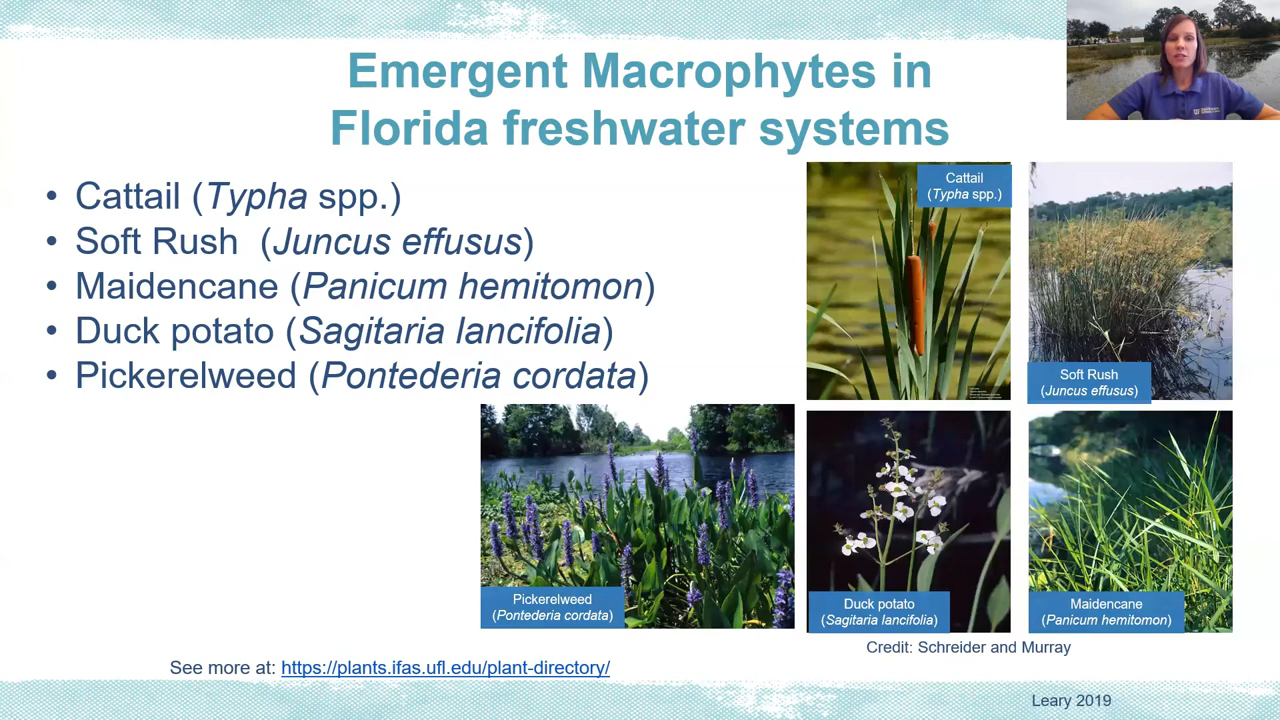 Emergent Macrophytes in
Florida freshwater systems
• Cattail (Typha spp.)
• Soft Rush (Juncus effusus)
• Maidencane (Panicum hemitomon)
• Duck potato (Sagitaria lancifolia)
• Pickerelweed (Pontederia cordata)
Cattail
(Typha spp.)
Soft Rush
(Juncus effusus)
Pickerelweed
(Pontederia cordata)
Duck potato
(Sagitaria lancifolia)
Maidencane
(Panicum hemitomon)
Credit: Schreider and Murray
See more at: https://plants.ifas.ufl.edu/plant-directory/
Leary 2019
UF